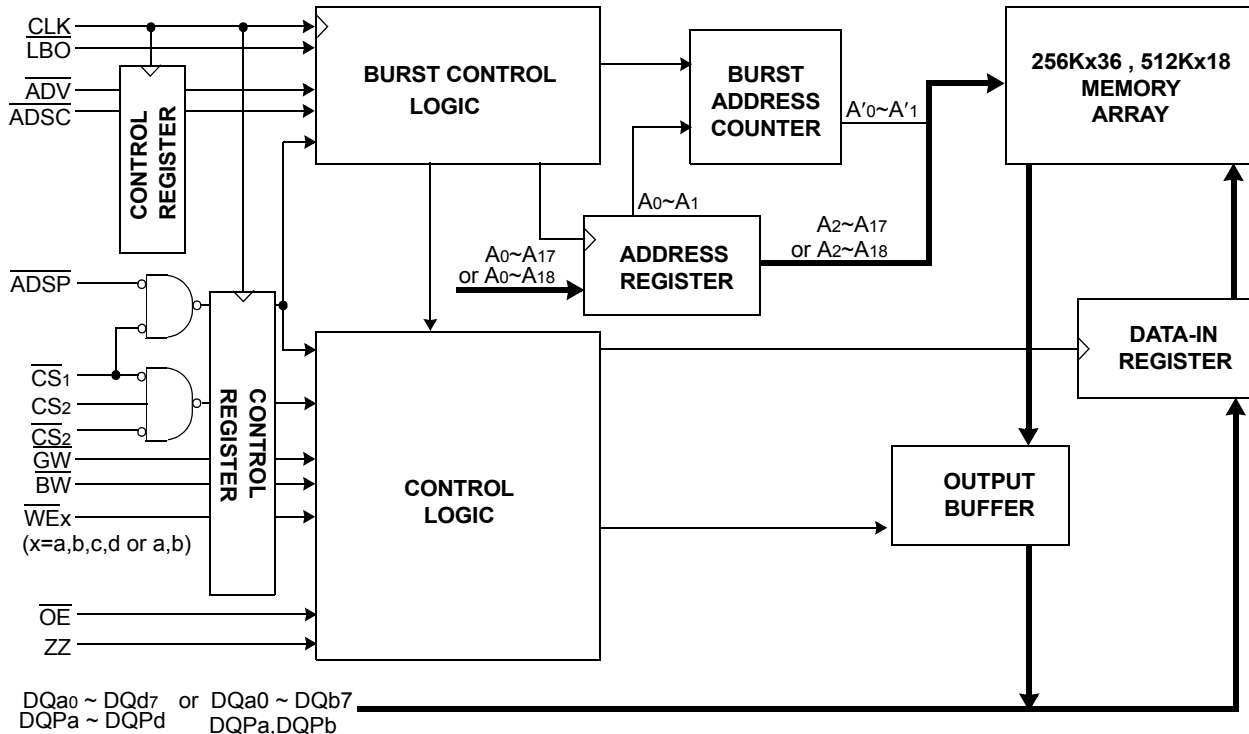 CLK
LBO
ADV
ADSC
CONTROL
REGISTER
BURST CONTROL
LOGIC
BURST
ADDRESS
COUNTER
A′0~A′1
256Kx36 , 512Kx18
MEMORY
ARRAY
A0~A1
A0~A17
or A0~A18
ADDRESS
REGISTER
A2~A17
or A2~A18
ADSP
CS1
CS2
CS2
GW
BW
WEx
(x=a,b,c,d or a,b)
CONTROL
REGISTER
CONTROL
LOGIC
DATA-IN
REGISTER
OUTPUT
BUFFER
OE
ZZ
DQa0 ~ DQd7 or DQa0 ~ DQb7
DQPa ~ DQPd DQPa,DQPb